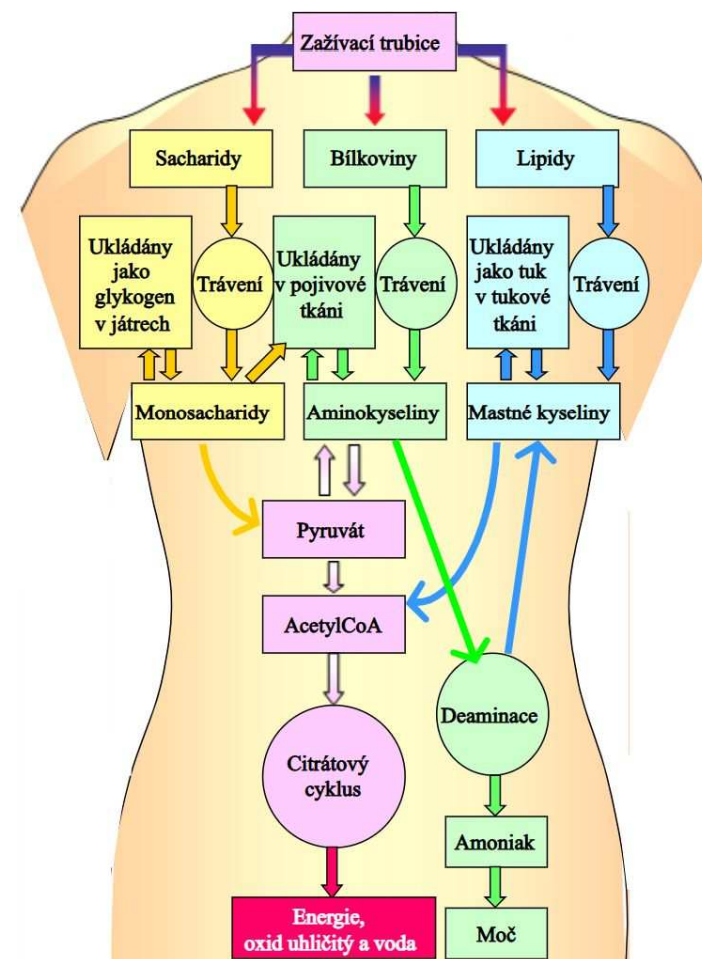 Zažívací trubice
Sacharidy
Bílkoviny
Lipidy
Ukládány
jako
glykogen
v játrech
Trávení
Ukládány
v pojivové
tkáni
Trávení
Ukládány
jako tuk
v tukové
tkáni
Trávení
Monosacharidy
Aminokyseliny
Mastné kyseliny
Pyruvát
AcetylCoA
Deaminace
Citrátový
cyklus
Amoniak
Energie,
oxid uhličitý a voda
Moč